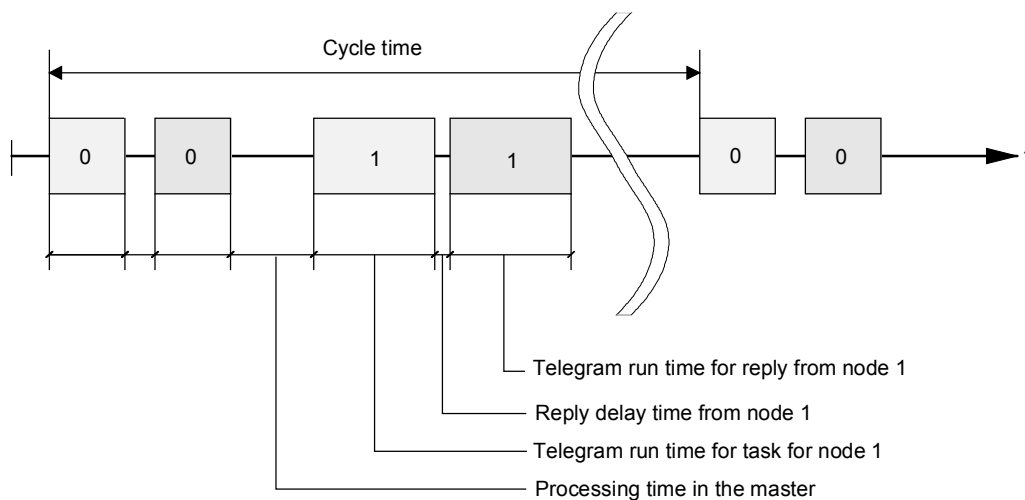 Cycle time
0 0 1 1 0 0
Telegram run time for reply from node 1
Reply delay time from node 1
Telegram run time for task for node 1
Processing time in the master